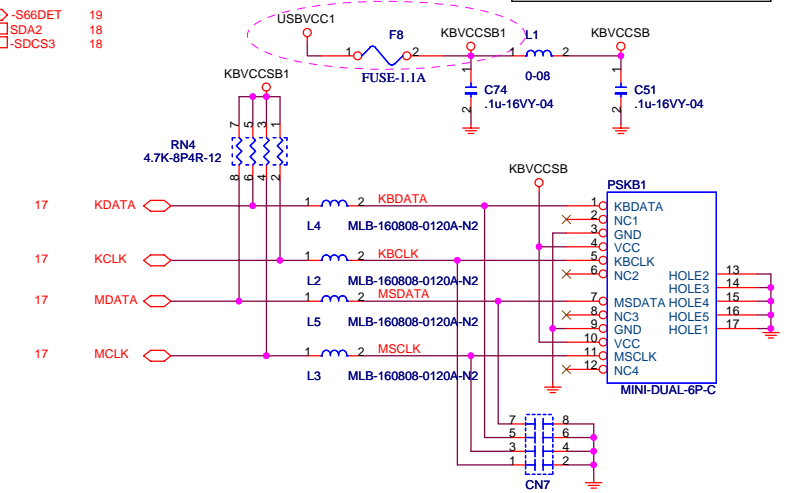 -S66DET 19
SDA2 18
-SDCS3 18
USBVCC1
F8
KBVCCSB1
L1
KBVCCSB
1 2
1 2
FUSE-1.1A
0-08
1 1
C74
.1u-16VY-04
C51
.1u-16VY-04
2 2
KBVCCSB1
7 5 3 1
RN4
4.7K-8P4R-12
8 6 4 2
KBVCCSB
PSKB1
17 KDATA 1 2 KBDATA
L4 MLB-160808-0120A-N2
17 KCLK 1 2 KBCLK
L2 MLB-160808-0120A-N2
17 MDATA 1 2 MSDATA
L5 MLB-160808-0120A-N2
17 MCLK 1 2 MSCLK
L3 MLB-160808-0120A-N2
1 KBDATA
2 NC1
3 GND
4 VCC
5 KBCLK
6 NC2
7 MSDATA
8 NC3
9 GND
10 VCC
11 MSCLK
12 NC4
HOLE2 13
HOLE3 14
HOLE4 15
HOLE5 16
HOLE1 17
MINI-DUAL-6P-C
7 8
5 6
3 4
1 2
CN7